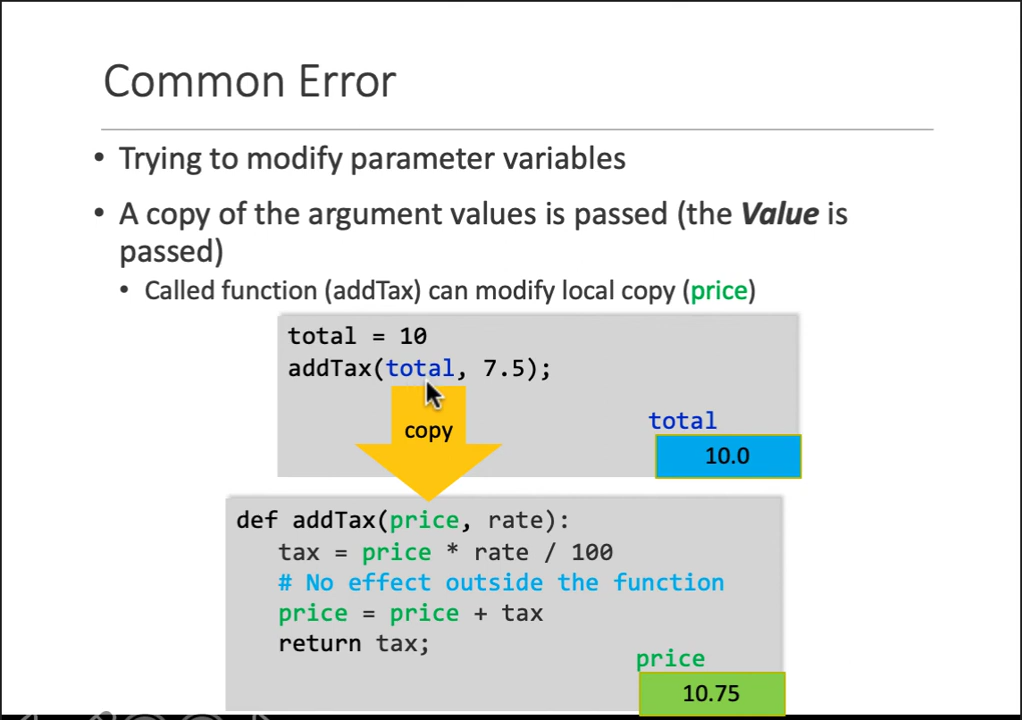 Common Error
• Trying to modify parameter variables
• A copy of the argument values is passed (the Value is
passed)
• Called function (addTax) can modify local copy (price)
total = 10
addTax(total, 7.5);
copy
total
10.0
def addTax(price, rate):
tax = price * rate / 100
# No effect outside the function
price = price + tax
return tax;
price
10.75